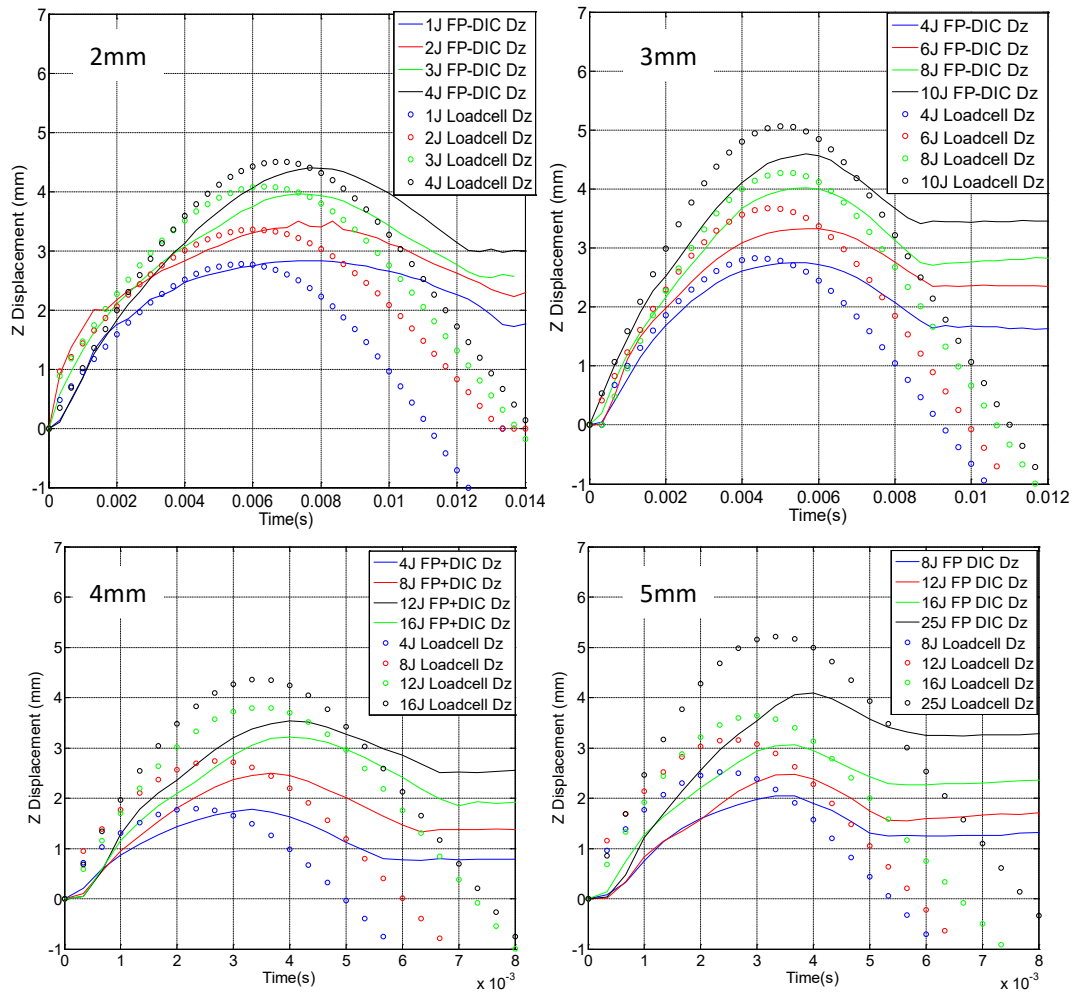 2mm
1J FP-DIC Dz
2J FP-DIC Dz
3J FP-DIC Dz
4J FP-DIC Dz
1J Loadcell Dz
2J Loadcell Dz
3J Loadcell Dz
4J Loadcell Dz
Z Displacement (mm)
7
6
5
4
3
2
1
0
-1
0 0.002 0.004 0.006 0.008 0.01 0.012 0.014
Time(s)
3mm
4J FP-DIC Dz
6J FP-DIC Dz
8J FP-DIC Dz
10J FP-DIC Dz
4J Loadcell Dz
6J Loadcell Dz
8J Loadcell Dz
10J Loadcell Dz
Z Displacement (mm)
7
6
5
4
3
2
1
0
-1
0 0.002 0.004 0.006 0.008 0.01 0.012
Time(s)
4mm
4J FP+DIC Dz
8J FP+DIC Dz
12J FP+DIC Dz
16J FP+DIC Dz
4J Loadcell Dz
8J Loadcell Dz
12J Loadcell Dz
16J Loadcell Dz
Z Displacement (mm)
7
6
5
4
3
2
1
0
-1
0 1 2 3 4 5 6 7 8
Time(s)
x 10⁻³
5mm
8J FP DIC Dz
12J FP DIC Dz
16J FP DIC Dz
25J FP DIC Dz
8J Loadcell Dz
12J Loadcell Dz
16J Loadcell Dz
25J Loadcell Dz
Z Displacement (mm)
7
6
5
4
3
2
1
0
-1
0 1 2 3 4 5 6 7 8
Time(s)
x 10⁻³